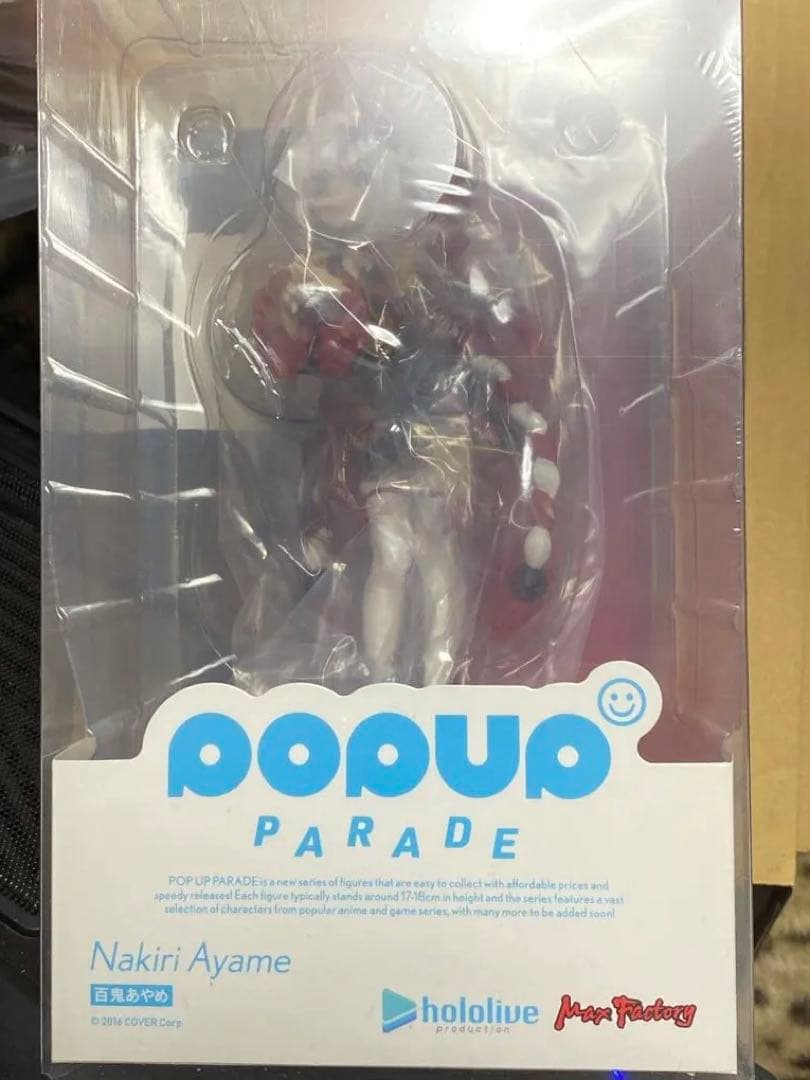 POPUP
PARADE
POP UP PARADE is a new series of figures that are easy to collect with affordable prices and
speedy releases! Each figure typically stands around 17-18cm in height and the series features a vast
selection of characters from popular anime and game series, with many more to be added soon!
Nakiri Ayame
百鬼あやめ
© 2016 COVER Corp.
hololive
production
Max Factory